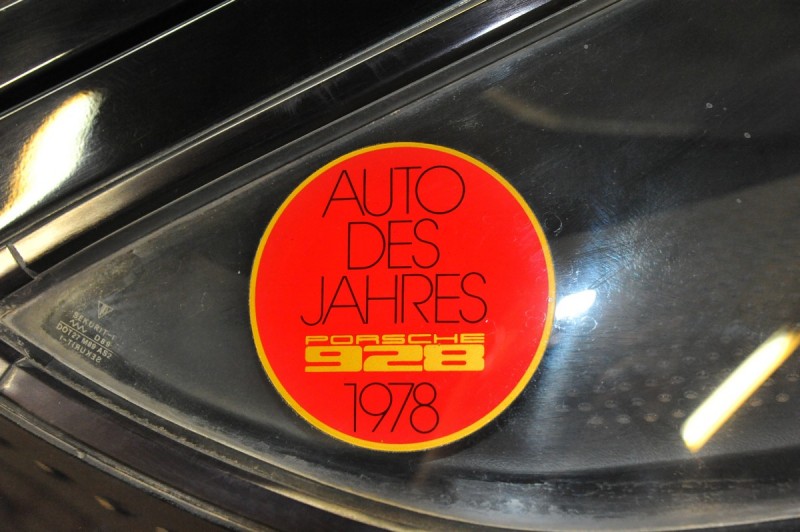 AUTO
DES
JAHRES
PORSCHE
928
1978